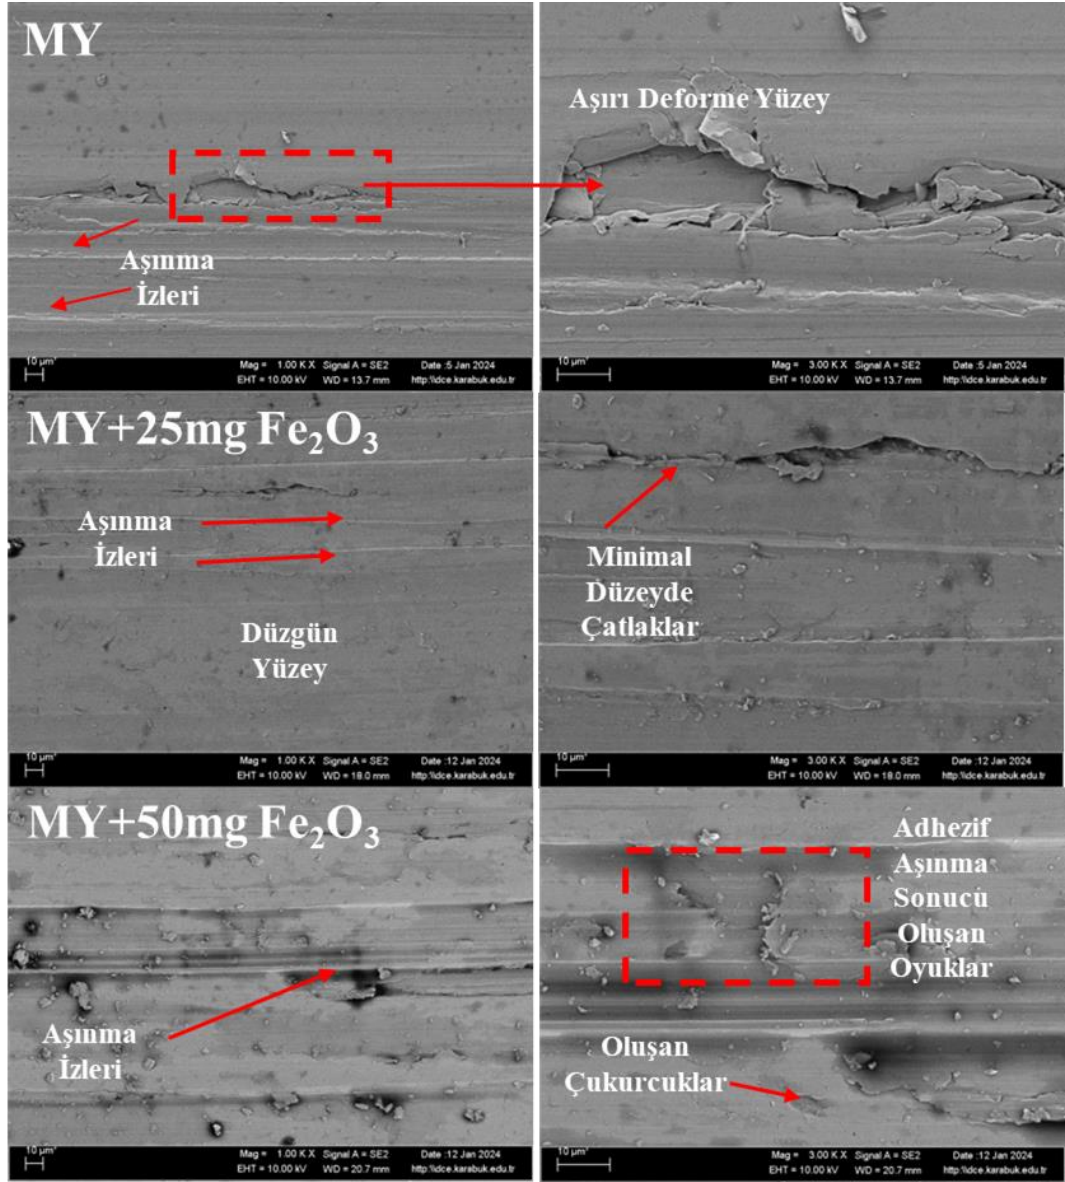 MY
Aşınma
İzleri
10 µm*
Mag = 1.00 K X Signal A = SE2 Date :5 Jan 2024
EHT = 10.00 kV WD = 13.7 mm http:\\idce.karabuk.edu.tr
Aşırı Deforme Yüzey
10 µm*
Mag = 3.00 K X Signal A = SE2 Date :5 Jan 2024
EHT = 10.00 kV WD = 13.7 mm http:\\idce.karabuk.edu.tr
MY+25mg Fe₂O₃
Aşınma
İzleri
Düzgün
Yüzey
10 µm*
Mag = 1.00 K X Signal A = SE2 Date :12 Jan 2024
EHT = 10.00 kV WD = 18.0 mm http:\\idce.karabuk.edu.tr
Minimal
Düzeyde
Çatlaklar
10 µm*
Mag = 3.00 K X Signal A = SE2 Date :12 Jan 2024
EHT = 10.00 kV WD = 18.0 mm http:\\idce.karabuk.edu.tr
MY+50mg Fe₂O₃
Aşınma
İzleri
10 µm*
Mag = 1.00 K X Signal A = SE2 Date :12 Jan 2024
EHT = 10.00 kV WD = 20.7 mm http:\\idce.karabuk.edu.tr
Adhezif
Aşınma
Sonucu
Oluşan
Oyuklar
Oluşan
Çukurcuklar
10 µm*
Mag = 3.00 K X Signal A = SE2 Date :12 Jan 2024
EHT = 10.00 kV WD = 20.7 mm http:\\idce.karabuk.edu.tr